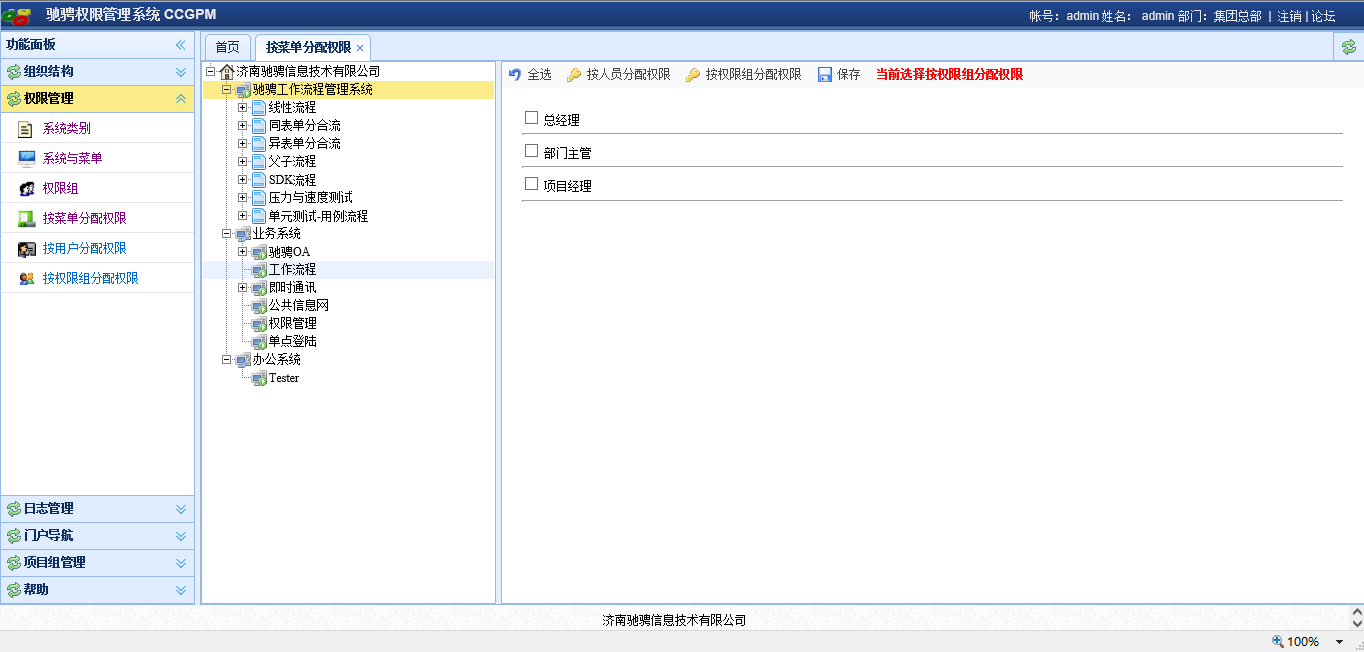 驰骋权限管理系统 CCGPM
帐号： admin 姓名： admin 部门：集团总部 | 注销 | 论坛
功能面板
组织结构
权限管理
系统类别
系统与菜单
权限组
按菜单分配权限
按用户分配权限
按权限组分配权限
日志管理
门户导航
项目组管理
帮助
首页
按菜单分配权限
济南驰骋信息技术有限公司
驰骋工作流程管理系统
线性流程
同表单分合流
异表单分合流
父子流程
SDK流程
压力与速度测试
单元测试-用例流程
业务系统
驰骋OA
工作流程
即时通讯
公共信息网
权限管理
单点登陆
办公系统
Tester
全选 按人员分配权限 按权限组分配权限 保存 当前选择按权限组分配权限
总经理
部门主管
项目经理
济南驰骋信息技术有限公司
100%